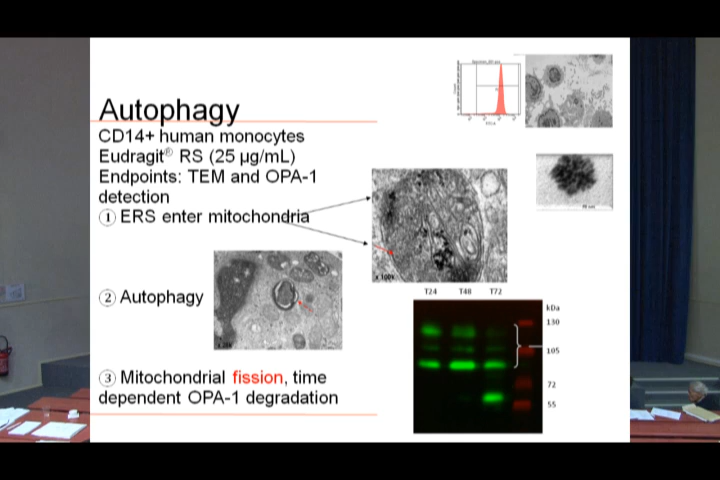 Autophagy
CD14+ human monocytes
Eudragit® RS (25 µg/mL)
Endpoints: TEM and OPA-1
detection
① ERS enter mitochondria
x 100K
② Autophagy
③ Mitochondrial fission, time
dependent OPA-1 degradation
T24 T48 T72
kDa
130
105
72
55